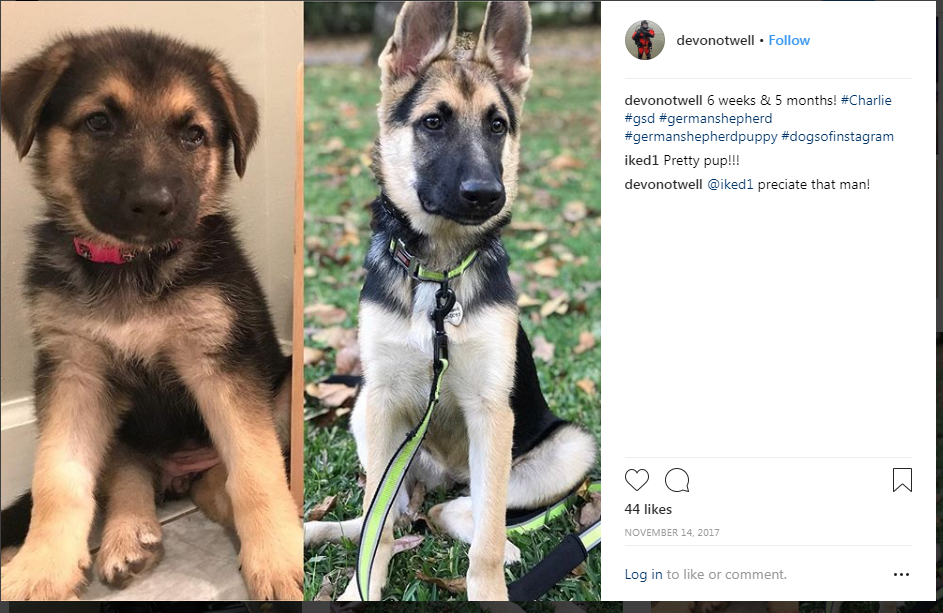 devonotwell • Follow
devonotwell 6 weeks & 5 months! #Charlie
#gsd #germanshepherd
#germanshepherdpuppy #dogsofinstagram
iked1 Pretty pup!!!
devonotwell @iked1 preciate that man!
44 likes
NOVEMBER 14, 2017
Log in to like or comment.